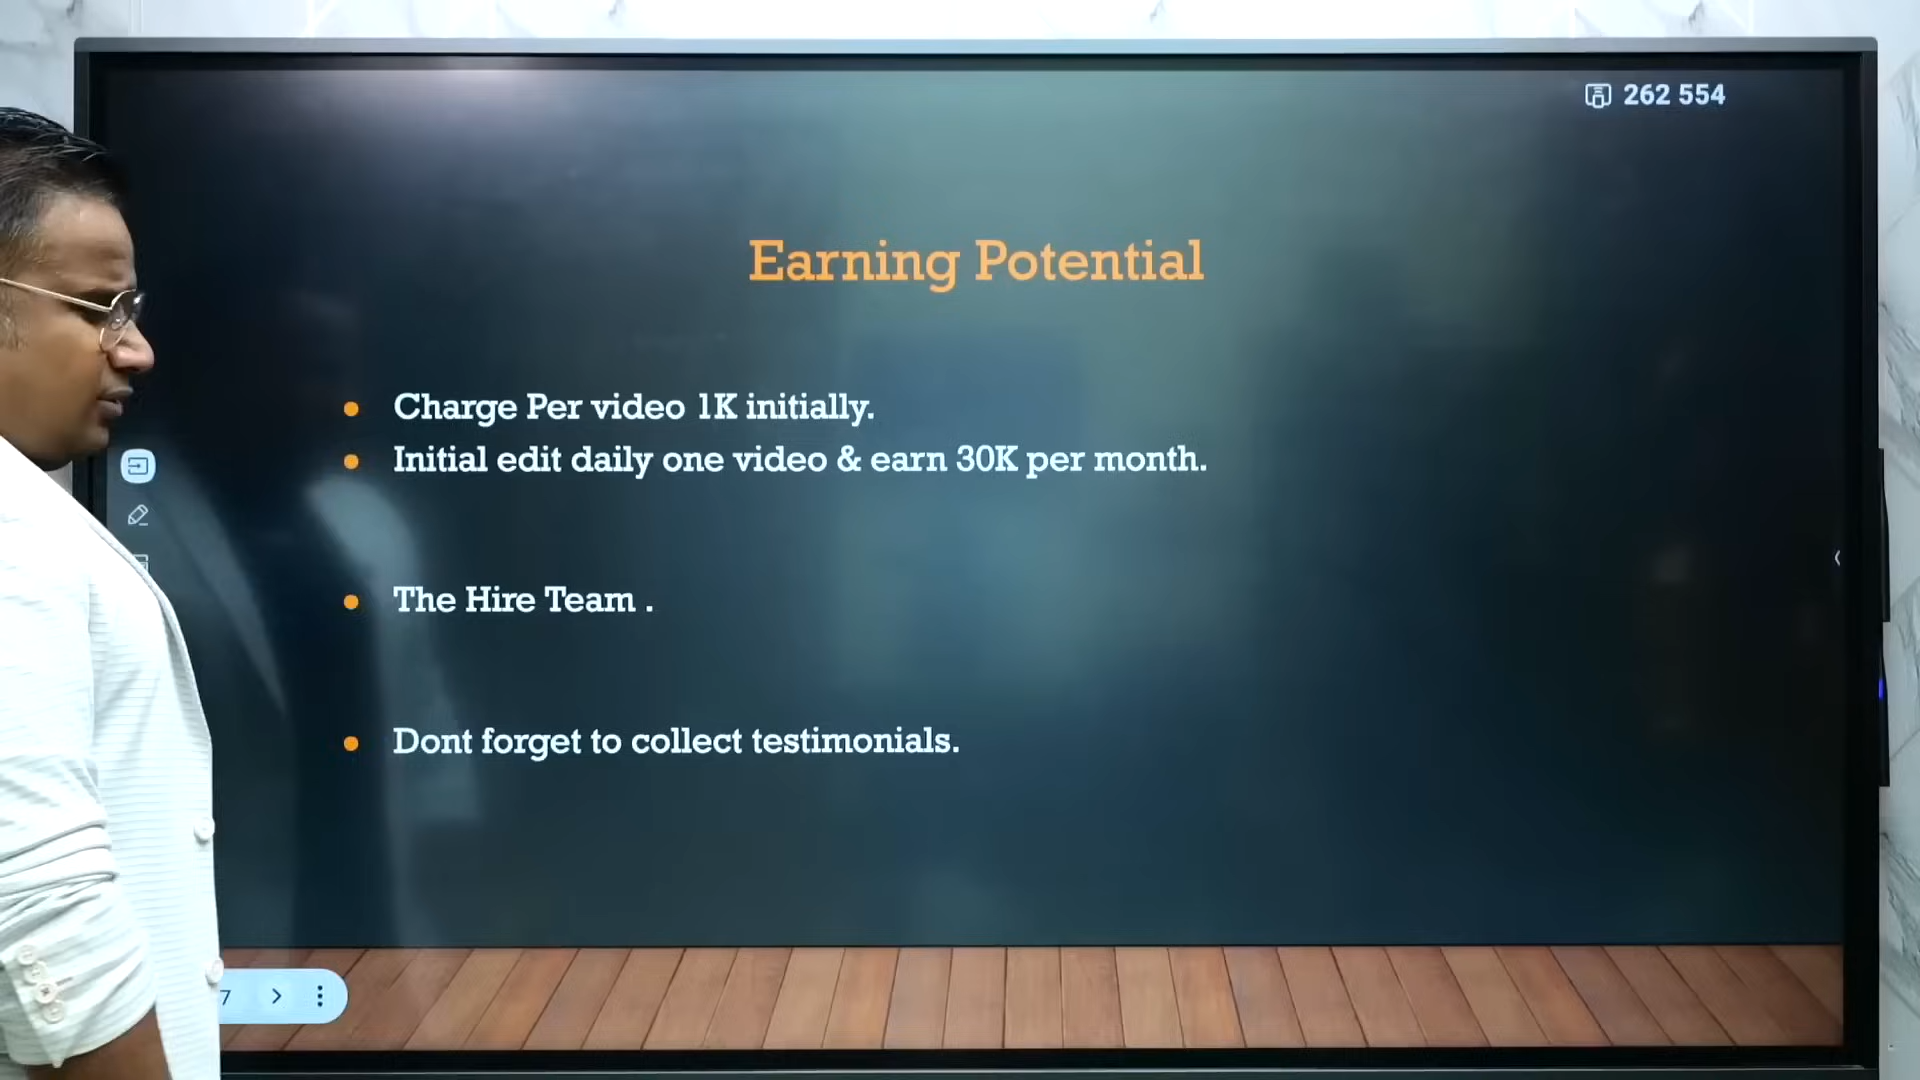 262 554
Earning Potential
Charge Per video 1K initially.
Initial edit daily one video & earn 30K per month.
The Hire Team .
Dont forget to collect testimonials.
7